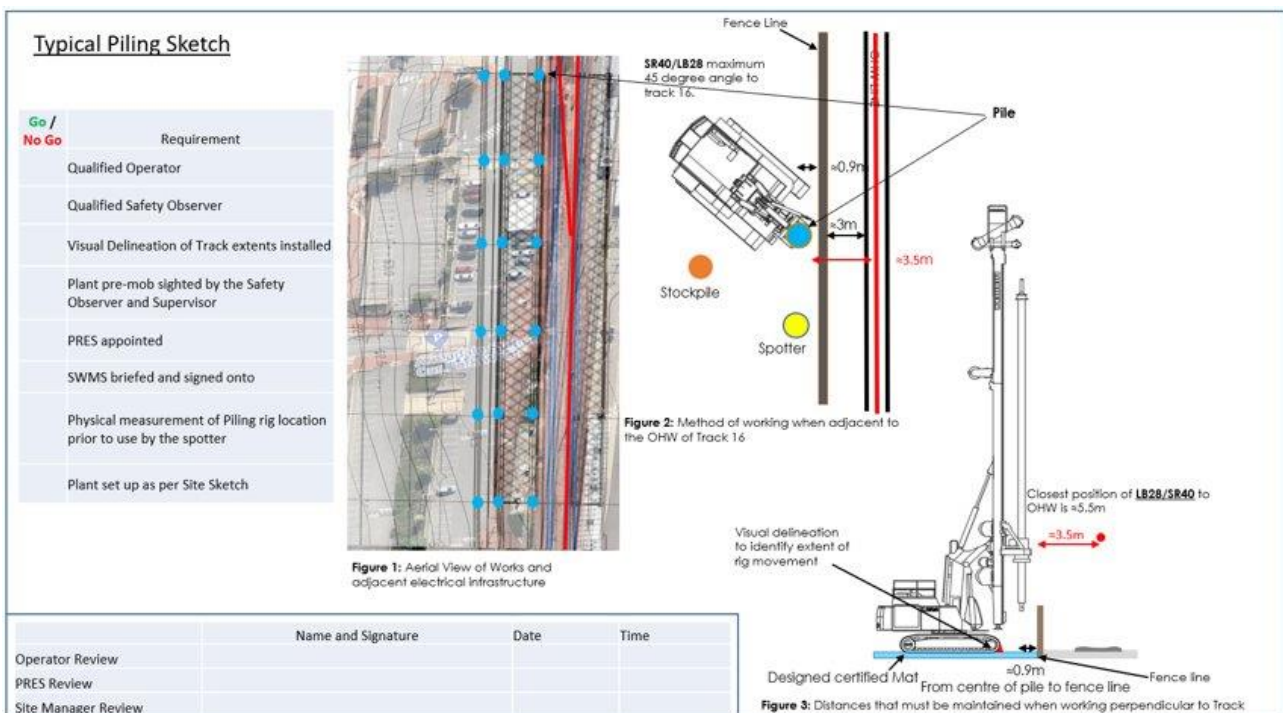 Typical Piling Sketch
Go /
No Go
Requirement
Qualified Operator
Qualified Safety Observer
Visual Delineation of Track extents installed
Plant pre-mob sighted by the Safety
Observer and Supervisor
PRES appointed
SWMS briefed and signed onto
Physical measurement of Piling rig location
prior to use by the spotter
Plant set up as per Site Sketch
Figure 1: Aerial View of Works and
adjacent electrical infrastructure
Fence Line
SR40/LB28 maximum
45 degree angle to
track 16.
Pile
≈0.9m
≈3m
≈3.5m
Stockpile
Spotter
Figure 2: Method of working when adjacent to
the OHW of Track 16
Closest position of LB28/SR40 to
OHW is ≈5.5m
≈3.5m
Visual delineation
to identify extent of
rig movement
≈0.9m
Designed certified Mat
From centre of pile to fence line
Fence line
Figure 3: Distances that must be maintained when working perpendicular to Track
Name and Signature Date Time
Operator Review
PRES Review
Site Manager Review